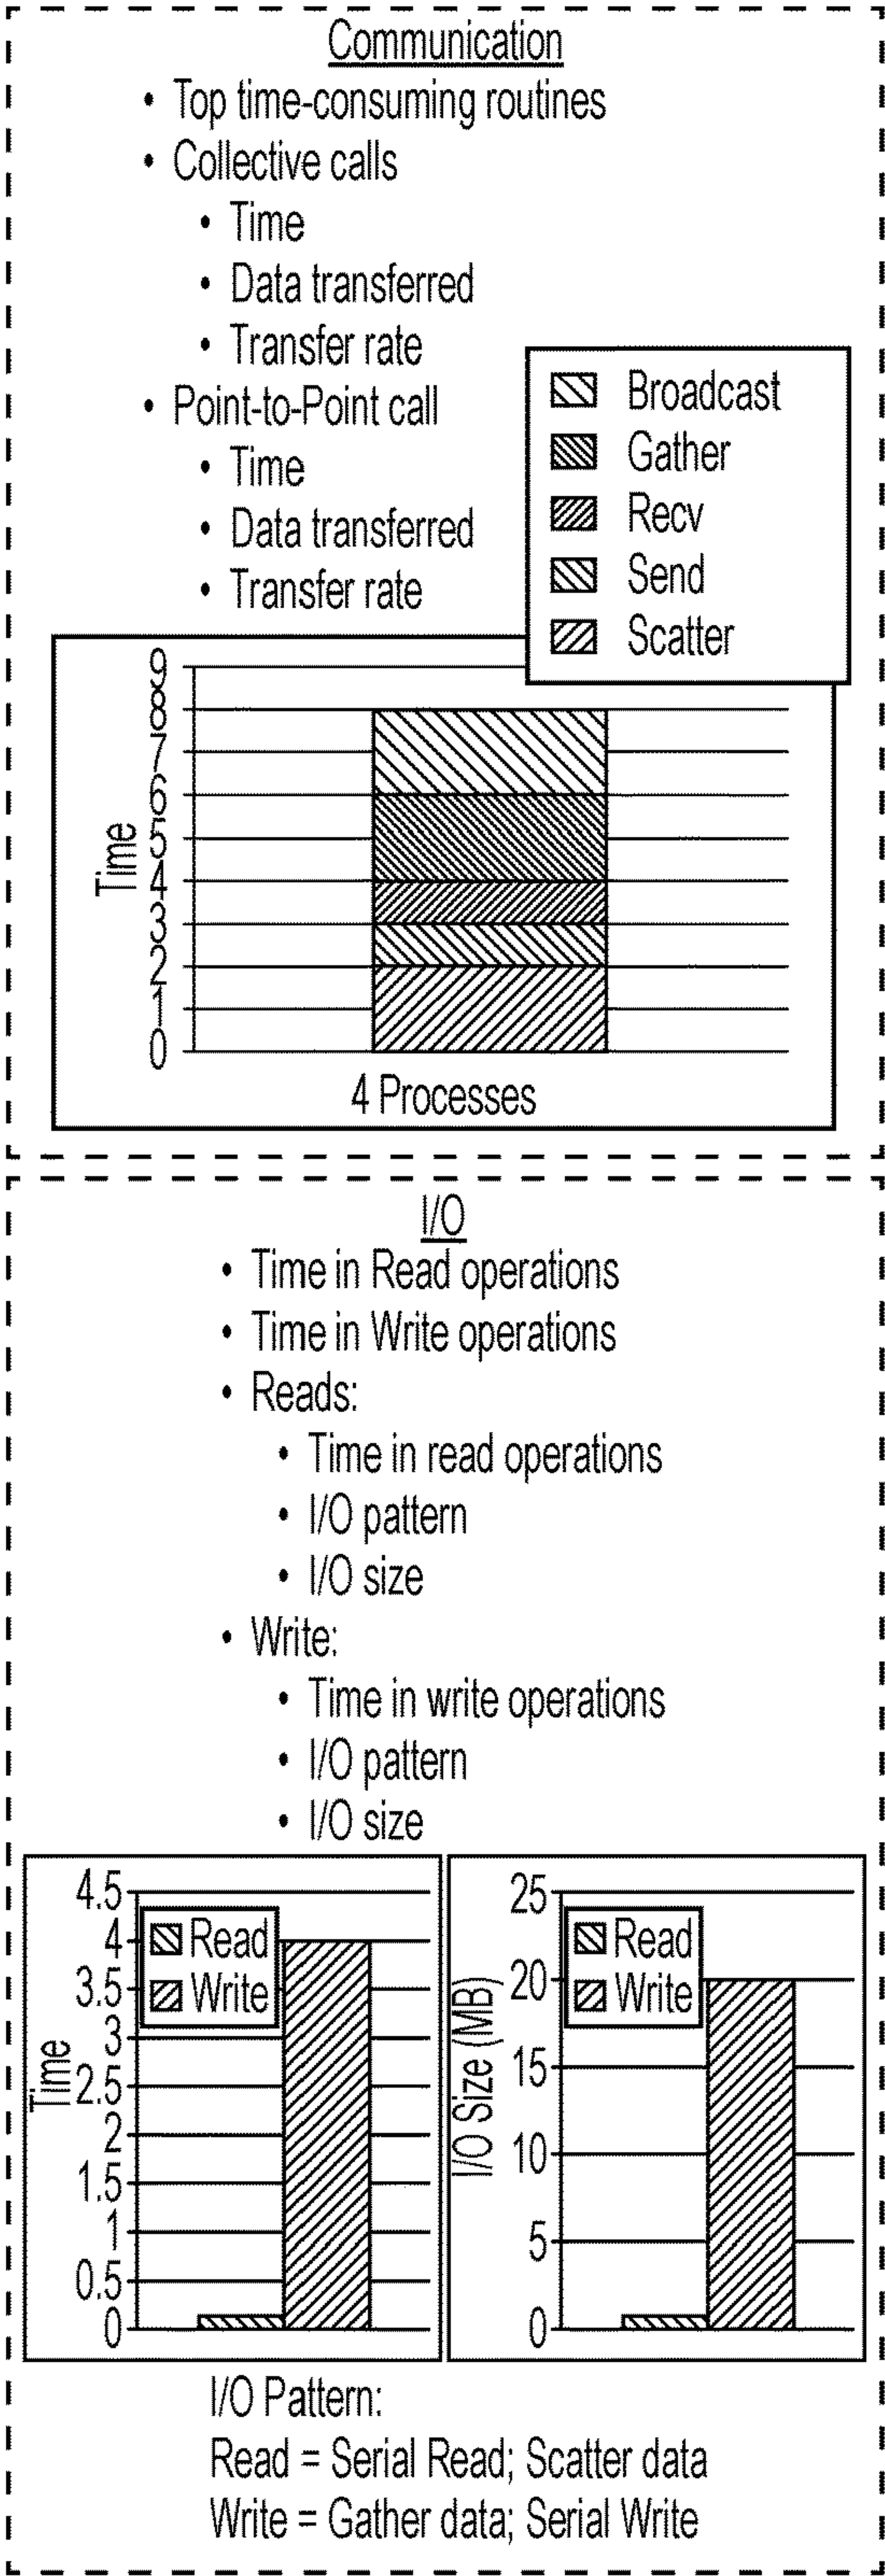 Communication
• Top time-consuming routines
• Collective calls
• Time
• Data transferred
• Transfer rate
• Point-to-Point call
• Time
• Data transferred
• Transfer rate
Broadcast
Gather
Recv
Send
Scatter
9
8
7
6
5
4
3
2
1
0
Time
4 Processes
I/O
• Time in Read operations
• Time in Write operations
• Reads:
• Time in read operations
• I/O pattern
• I/O size
• Write:
• Time in write operations
• I/O pattern
• I/O size
4.5
4
3.5
3
2.5
2
1.5
1
0.5
0
Time
Read
Write
25
20
15
10
5
0
I/O Size (MB)
Read
Write
I/O Pattern:
Read = Serial Read; Scatter data
Write = Gather data; Serial Write